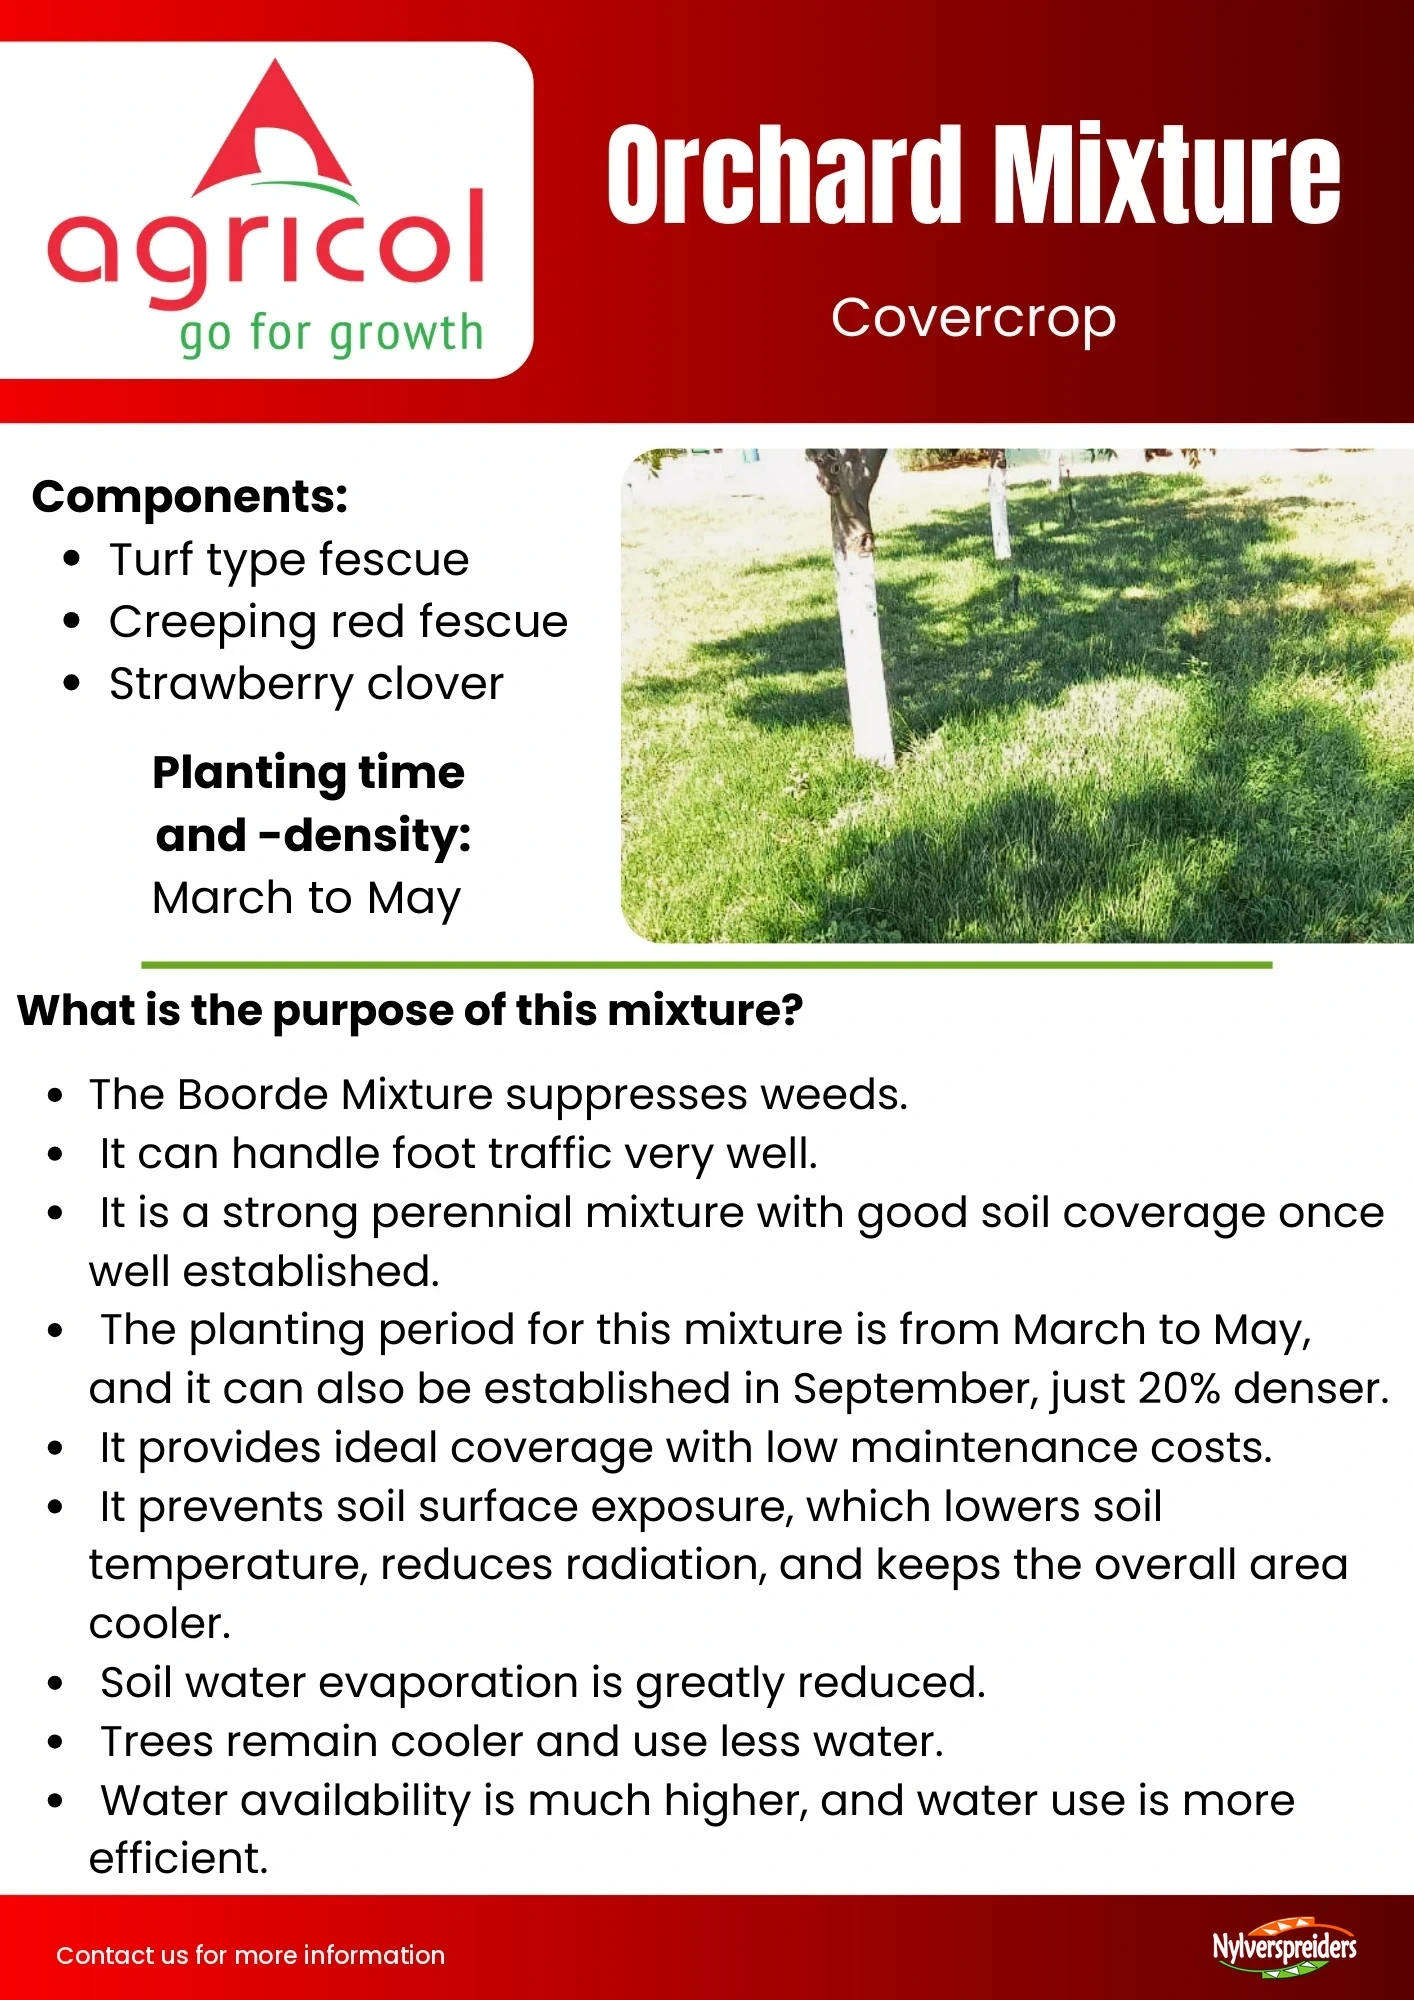 agricol
go for growth
Orchard Mixture
Covercrop
Components:
• Turf type fescue
• Creeping red fescue
• Strawberry clover
Planting time
and -density:
March to May
What is the purpose of this mixture?
• The Boorde Mixture suppresses weeds.
• It can handle foot traffic very well.
• It is a strong perennial mixture with good soil coverage once
well established.
• The planting period for this mixture is from March to May,
and it can also be established in September, just 20% denser.
• It provides ideal coverage with low maintenance costs.
• It prevents soil surface exposure, which lowers soil
temperature, reduces radiation, and keeps the overall area
cooler.
• Soil water evaporation is greatly reduced.
• Trees remain cooler and use less water.
• Water availability is much higher, and water use is more
efficient.
Contact us for more information
Nylverspreiders